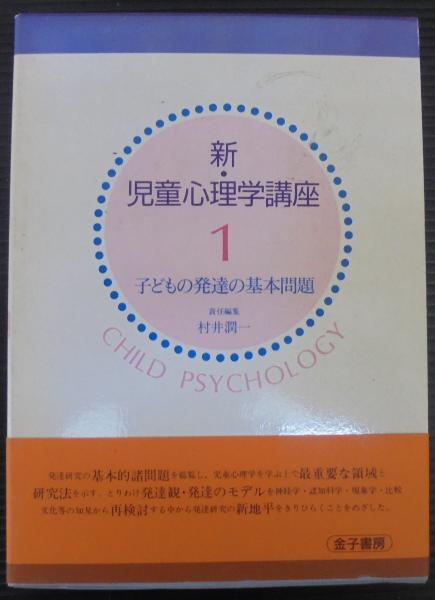 新・
児童心理学講座
1
子どもの発達の基本問題
責任編集
村井潤一
CHILD PSYCHOLOGY
発達研究の基本的諸問題を総覧し、児童心理学を学ぶ上で最重要な領域と
研究法を示す。とりわけ発達観・発達のモデルを神経学・認知科学・現象学・比較
文化等の知見から再検討する中から発達研究の新地平をきりひらくことをめざした。
金子書房